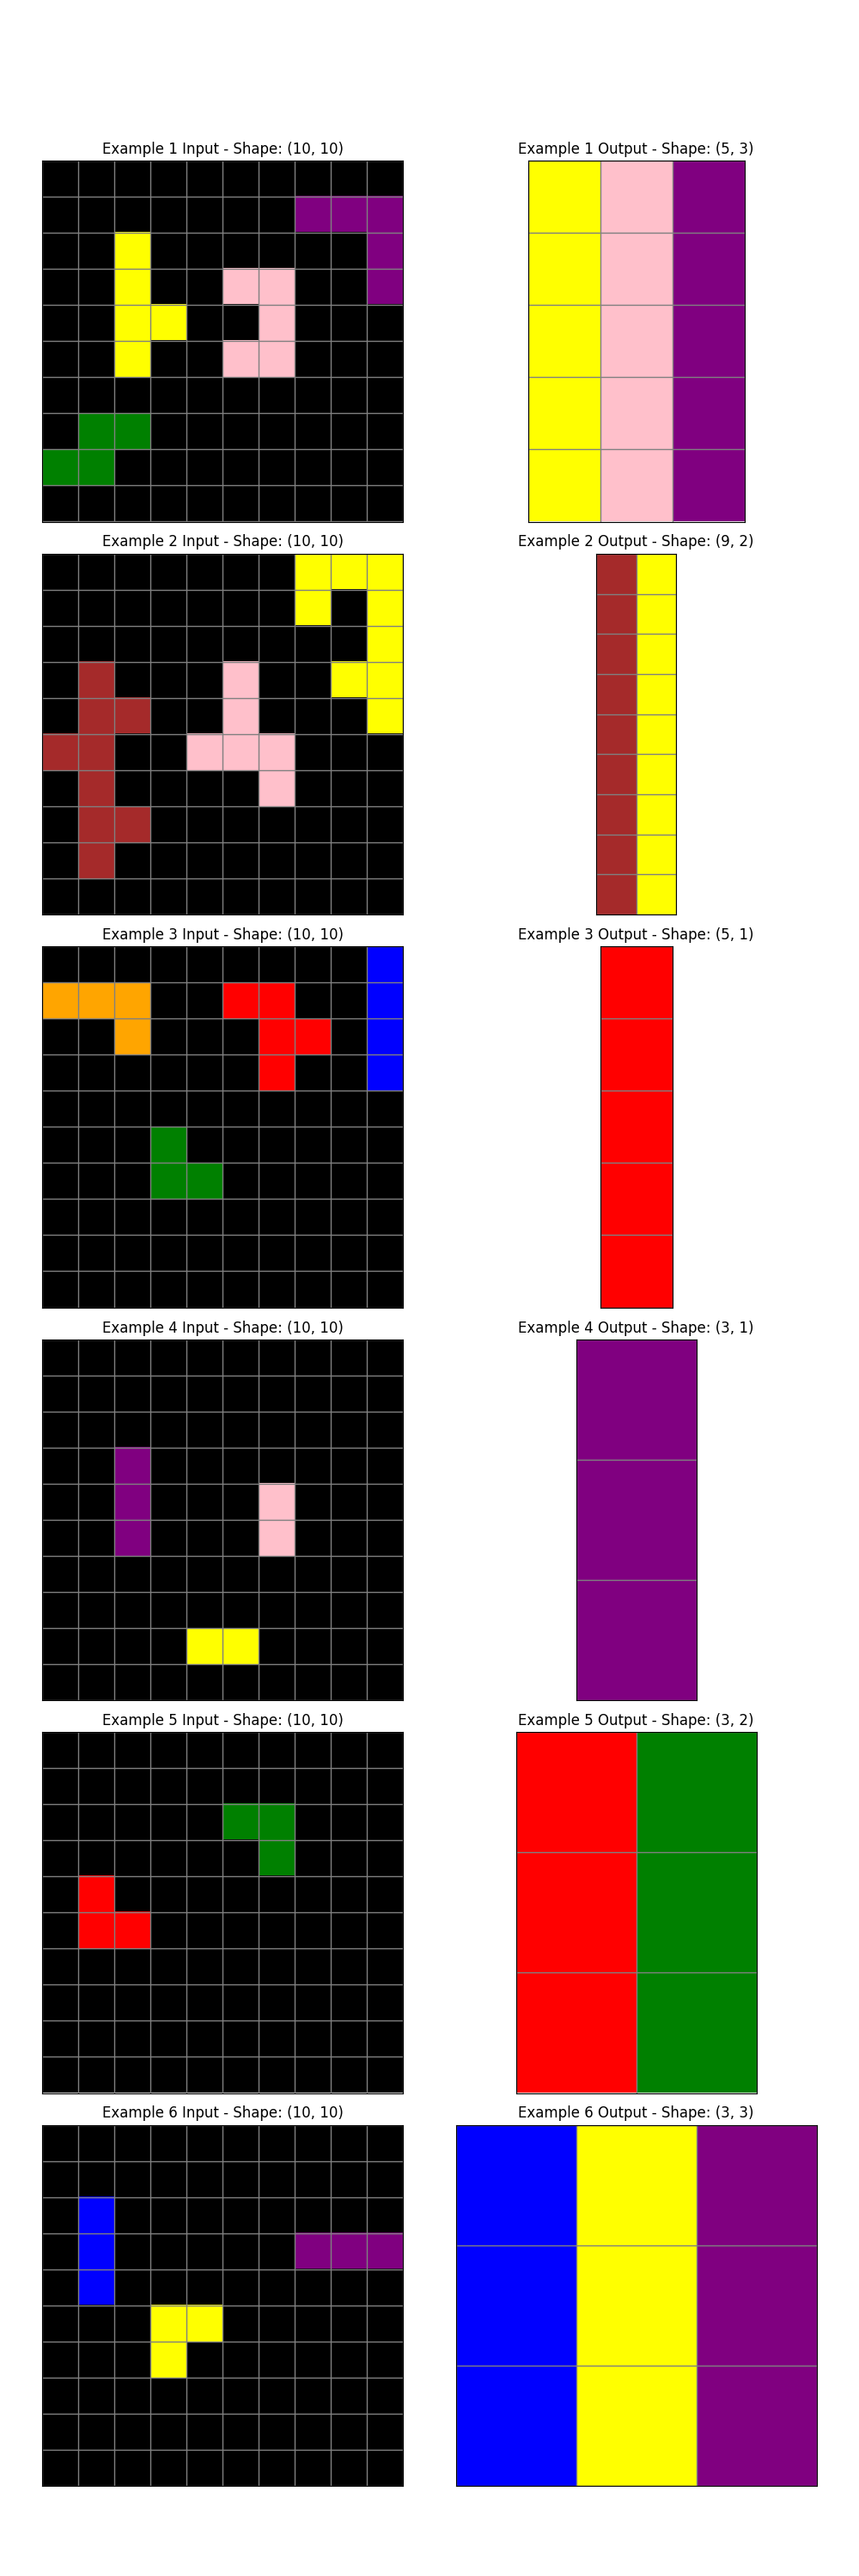 Example 1 Input - Shape: (10, 10)
Example 1 Output - Shape: (5, 3)
Example 2 Input - Shape: (10, 10)
Example 2 Output - Shape: (9, 2)
Example 3 Input - Shape: (10, 10)
Example 3 Output - Shape: (5, 1)
Example 4 Input - Shape: (10, 10)
Example 4 Output - Shape: (3, 1)
Example 5 Input - Shape: (10, 10)
Example 5 Output - Shape: (3, 2)
Example 6 Input - Shape: (10, 10)
Example 6 Output - Shape: (3, 3)